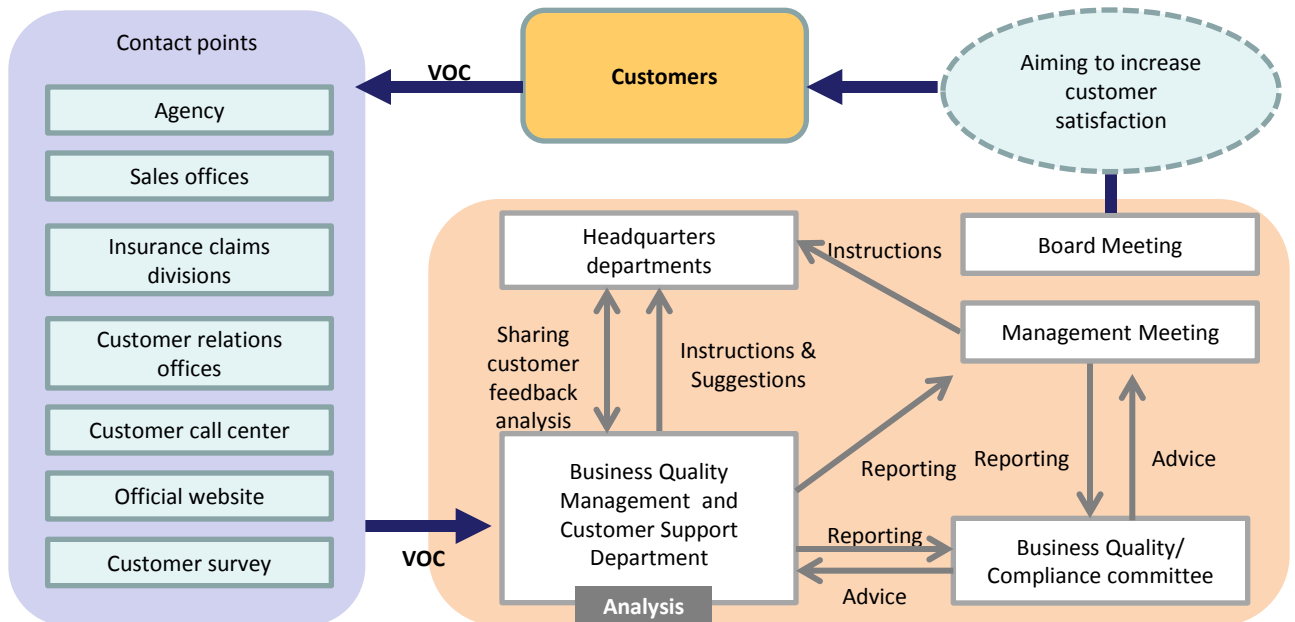 Contact points
Agency
Sales offices
Insurance claims
divisions
Customer relations
offices
Customer call center
Official website
Customer survey
VOC
Customers
Aiming to increase
customer
satisfaction
Headquarters
departments
Instructions
Board Meeting
Management Meeting
Sharing
customer
feedback
analysis
Instructions &
Suggestions
Reporting
Reporting
Advice
VOC
Business Quality
Management and
Customer Support
Department
Analysis
Reporting
Advice
Business Quality/
Compliance committee